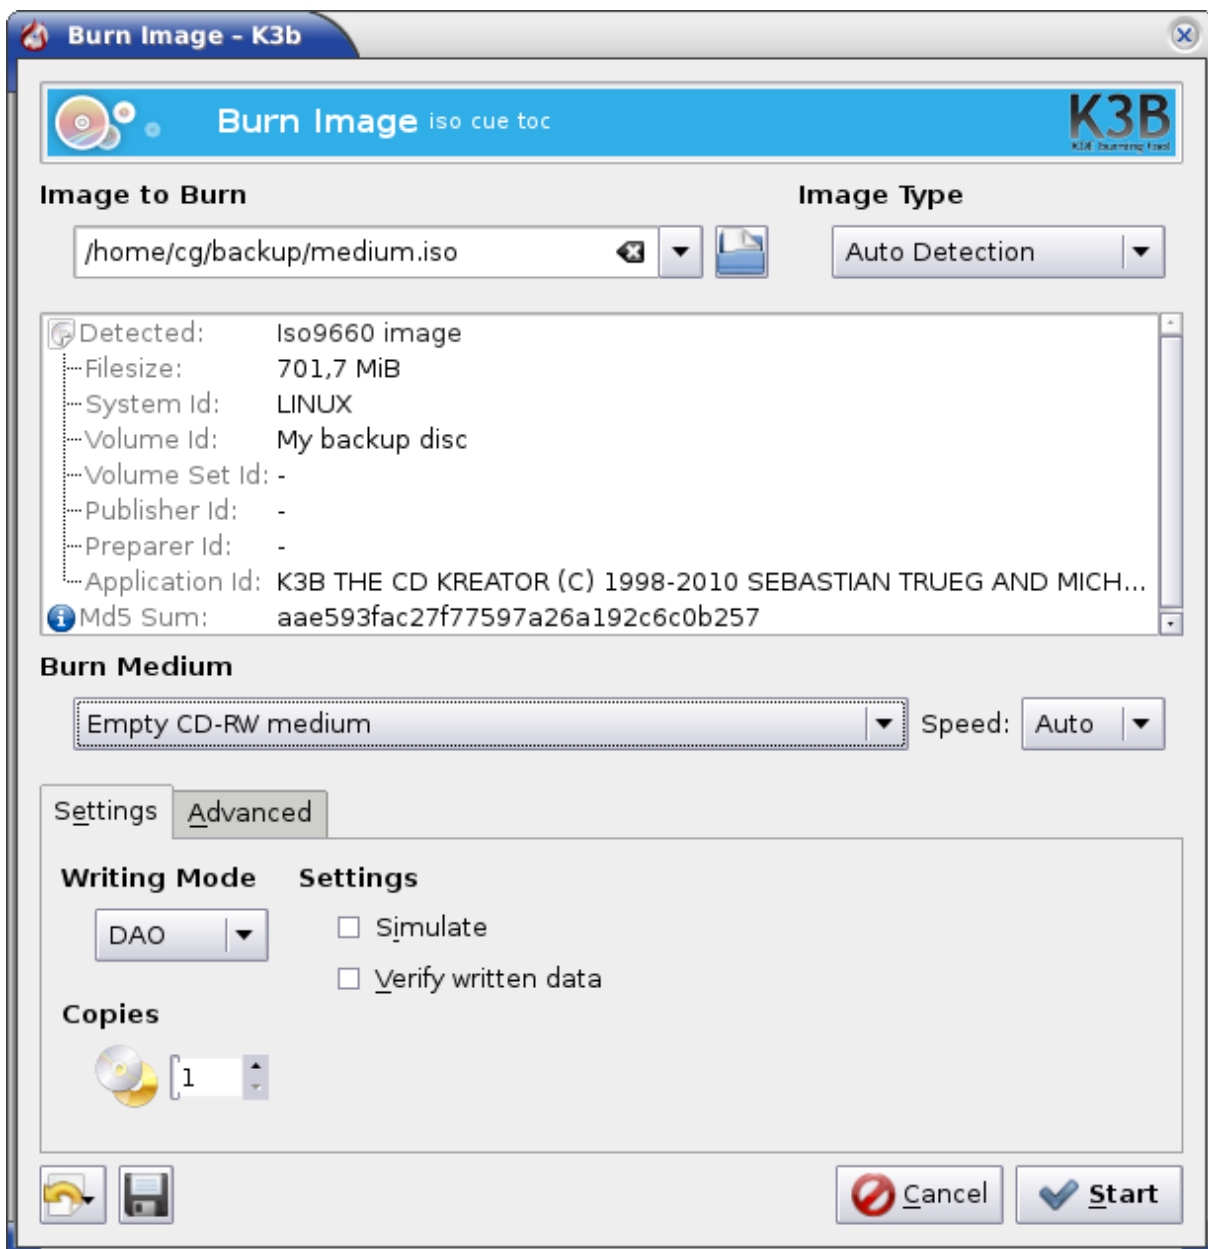 Burn Image – K3b
Burn Image iso cue toc
K3B
KDE burning tool
Image to Burn
Image Type
/home/cg/backup/medium.iso
Auto Detection
Detected: Iso9660 image
Filesize: 701,7 MiB
System Id: LINUX
Volume Id: My backup disc
Volume Set Id: -
Publisher Id: -
Preparer Id: -
Application Id: K3B THE CD KREATOR (C) 1998-2010 SEBASTIAN TRUEG AND MICH...
Md5 Sum: aae593fac27f77597a26a192c6c0b257
Burn Medium
Empty CD-RW medium
Speed: Auto
Settings
Advanced
Writing Mode
Settings
DAO
Simulate
Verify written data
Copies
1
Cancel
Start